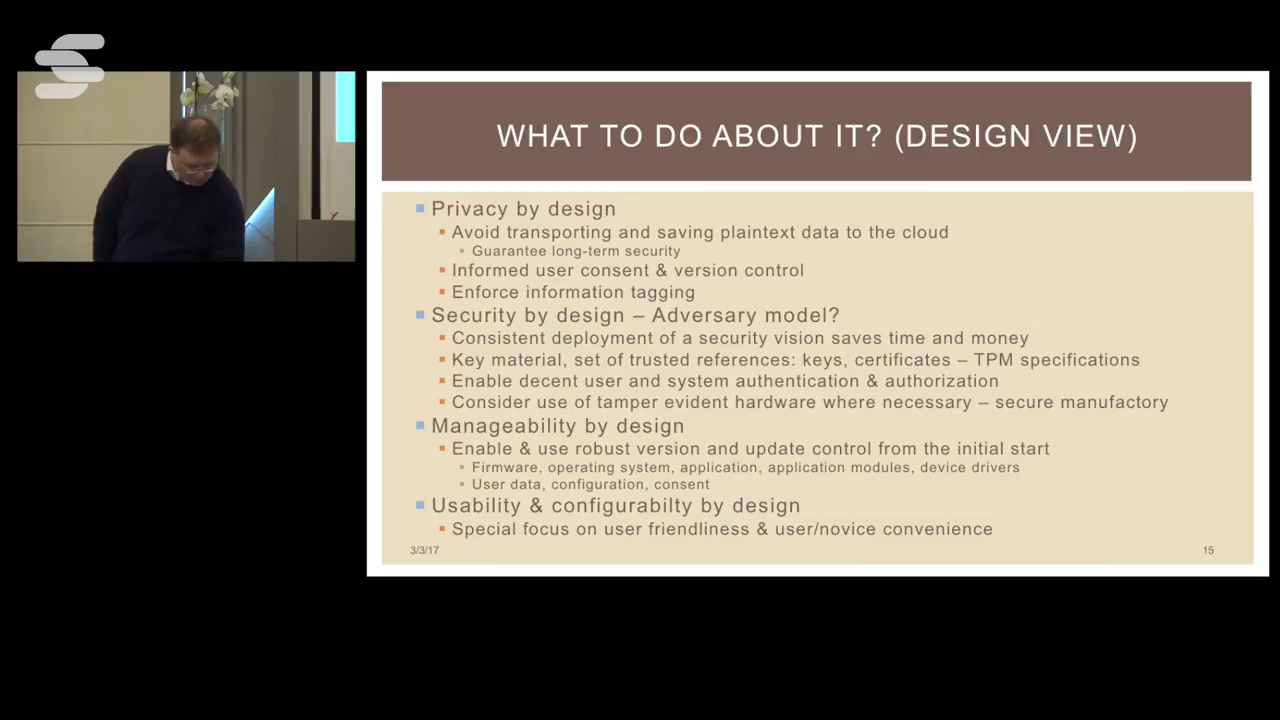 WHAT TO DO ABOUT IT? (DESIGN VIEW)
Privacy by design
Avoid transporting and saving plaintext data to the cloud
Guarantee long-term security
Informed user consent & version control
Enforce information tagging
Security by design – Adversary model?
Consistent deployment of a security vision saves time and money
Key material, set of trusted references: keys, certificates – TPM specifications
Enable decent user and system authentication & authorization
Consider use of tamper evident hardware where necessary – secure manufactory
Manageability by design
Enable & use robust version and update control from the initial start
Firmware, operating system, application, application modules, device drivers
User data, configuration, consent
Usability & configurabilty by design
Special focus on user friendliness & user/novice convenience
3/3/17
15